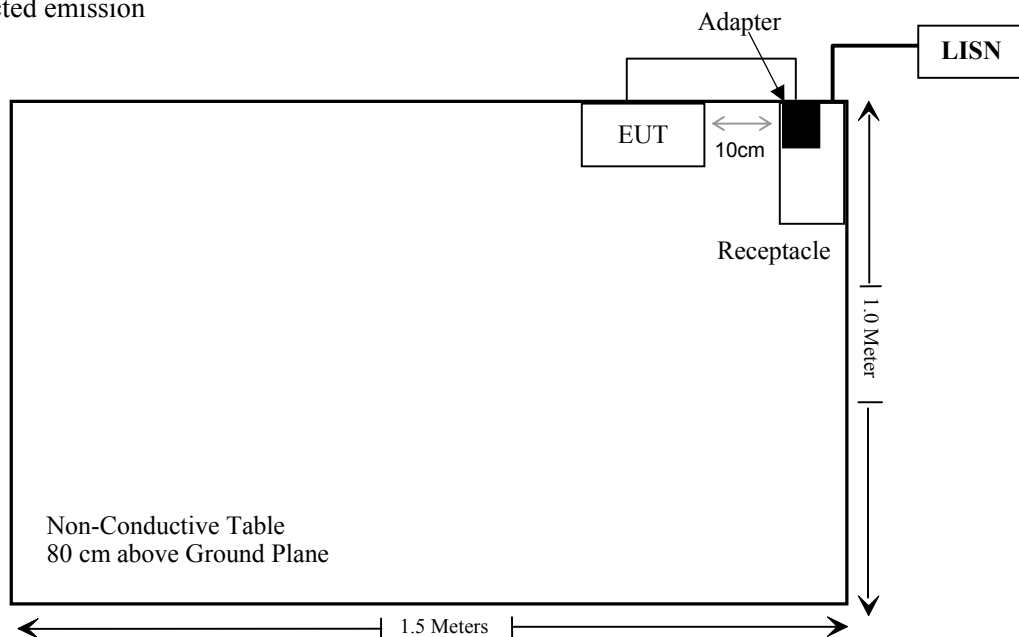 emission
Adapter
LISN
EUT
10cm
Receptacle
1.0 Meter
Non-Conductive Table
80 cm above Ground Plane
1.5 Meters